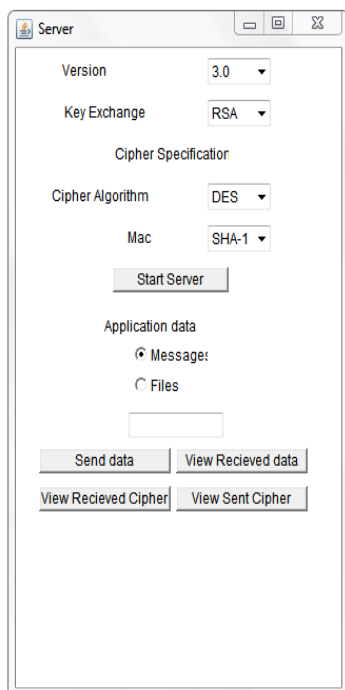 Server
Version 3.0
Key Exchange RSA
Cipher Specification
Cipher Algorithm DES
Mac SHA-1
Start Server
Application data
Messages
Files
Send data View Recieved data
View Recieved Cipher View Sent Cipher